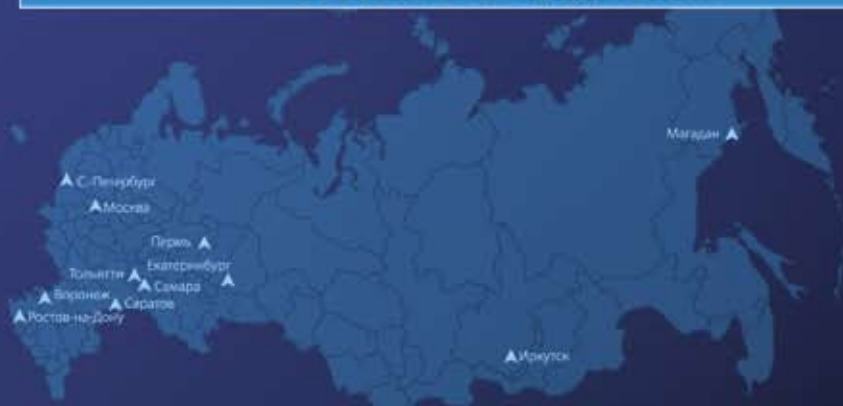 Магадан
С.-Петербург
Москва
Пермь
Екатеринбург
Тольятти
Самара
Воронеж
Саратов
Ростов-на-Дону
Иркутск